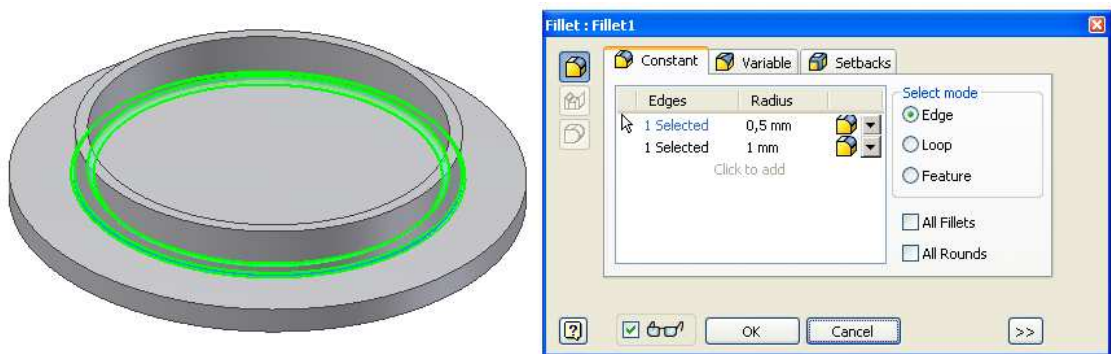 Fillet : Fillet1
Constant
Variable
Setbacks
Edges Radius
1 Selected 0,5 mm
1 Selected 1 mm
Click to add
Select mode
Edge
Loop
Feature
All Fillets
All Rounds
?
OK
Cancel
>>